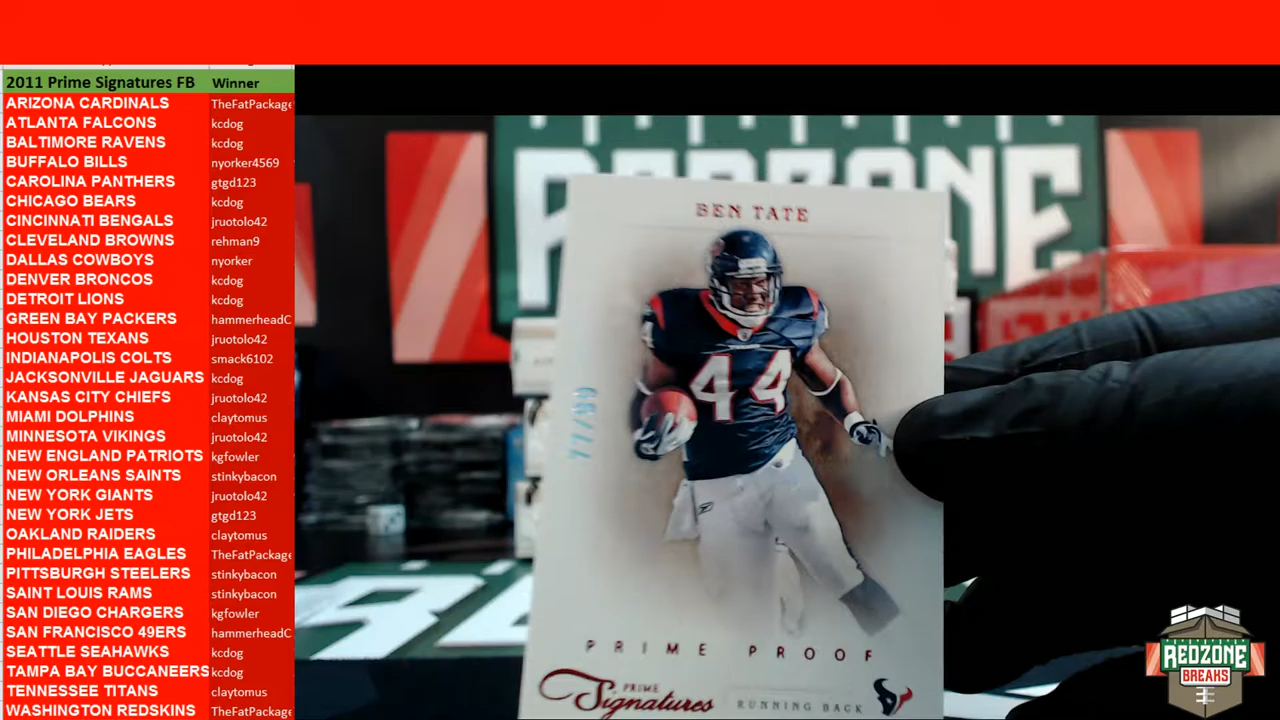 2011 Prime Signatures FB Winner
ARIZONA CARDINALS TheFatPackage
ATLANTA FALCONS kcdog
BALTIMORE RAVENS kcdog
BUFFALO BILLS nyorker4569
CAROLINA PANTHERS gtgd123
CHICAGO BEARS kcdog
CINCINNATI BENGALS jruotolo42
CLEVELAND BROWNS rehman9
DALLAS COWBOYS nyorker
DENVER BRONCOS kcdog
DETROIT LIONS kcdog
GREEN BAY PACKERS hammerheadC
HOUSTON TEXANS jruotolo42
INDIANAPOLIS COLTS smack6102
JACKSONVILLE JAGUARS kcdog
KANSAS CITY CHIEFS jruotolo42
MIAMI DOLPHINS claytomus
MINNESOTA VIKINGS jruotolo42
NEW ENGLAND PATRIOTS kgfowler
NEW ORLEANS SAINTS stinkybacon
NEW YORK GIANTS jruotolo42
NEW YORK JETS gtgd123
OAKLAND RAIDERS claytomus
PHILADELPHIA EAGLES TheFatPackage
PITTSBURGH STEELERS stinkybacon
SAINT LOUIS RAMS stinkybacon
SAN DIEGO CHARGERS kgfowler
SAN FRANCISCO 49ERS hammerheadC
SEATTLE SEAHAWKS kcdog
TAMPA BAY BUCCANEERS kcdog
TENNESSEE TITANS claytomus
WASHINGTON REDSKINS TheFatPackage
REDZONE
BEN TATE
44
77/99
PRIME PROOF
PRIME
Signatures
RUNNING BACK
REDZONE
BREAKS